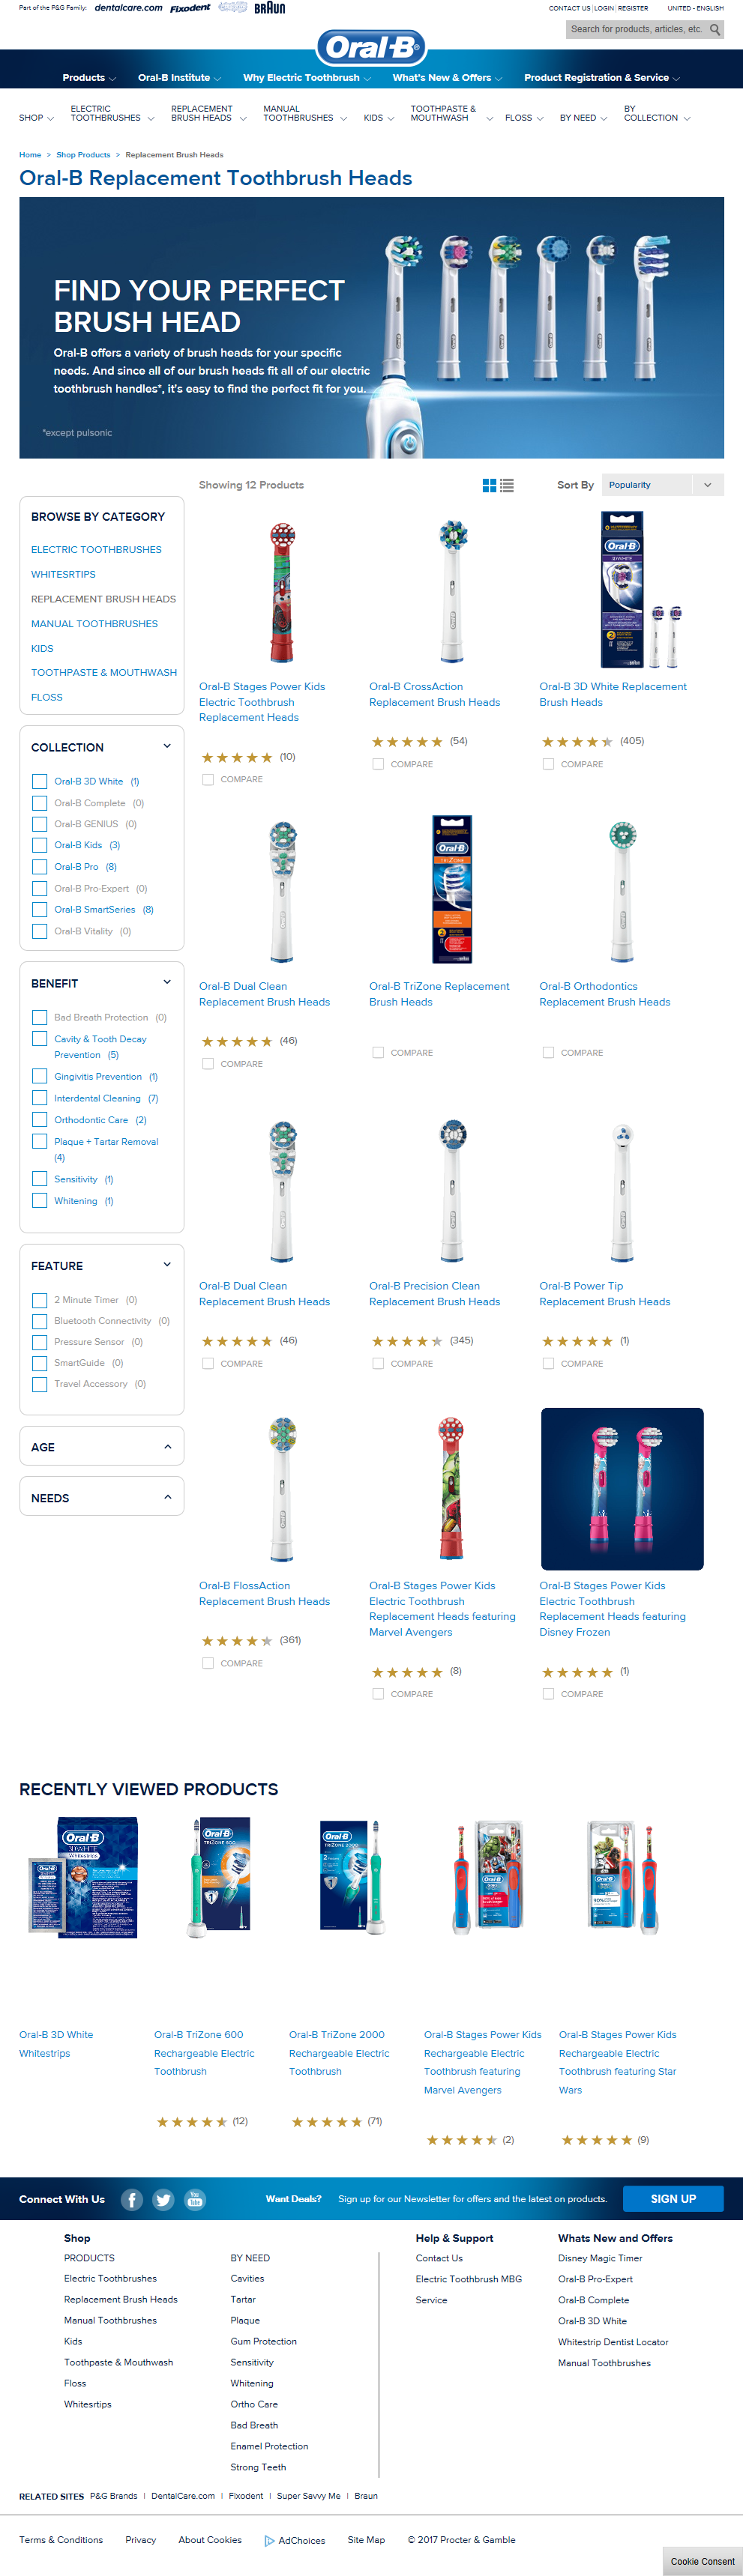 Part of the P&G Family: dentalcare.com Fixodent BRAUN
CONTACT US | LOGIN | REGISTER UNITED - ENGLISH
Search for products, articles, etc.
Oral-B®
Products Oral-B Institute Why Electric Toothbrush What's New & Offers Product Registration & Service
SHOP ELECTRIC TOOTHBRUSHES REPLACEMENT BRUSH HEADS MANUAL TOOTHBRUSHES KIDS TOOTHPASTE & MOUTHWASH FLOSS BY NEED BY COLLECTION
Home > Shop Products > Replacement Brush Heads
Oral-B Replacement Toothbrush Heads
FIND YOUR PERFECT
BRUSH HEAD
Oral-B offers a variety of brush heads for your specific
needs. And since all of our brush heads fit all of our electric
toothbrush handles*, it's easy to find the perfect fit for you.
*except pulsonic
Showing 12 Products
Sort By Popularity
BROWSE BY CATEGORY
ELECTRIC TOOTHBRUSHES
WHITESRTIPS
REPLACEMENT BRUSH HEADS
MANUAL TOOTHBRUSHES
KIDS
TOOTHPASTE & MOUTHWASH
FLOSS
COLLECTION
Oral-B 3D White (1)
Oral-B Complete (0)
Oral-B GENIUS (0)
Oral-B Kids (3)
Oral-B Pro (8)
Oral-B Pro-Expert (0)
Oral-B SmartSeries (8)
Oral-B Vitality (0)
BENEFIT
Bad Breath Protection (0)
Cavity & Tooth Decay
Prevention (5)
Gingivitis Prevention (1)
Interdental Cleaning (7)
Orthodontic Care (2)
Plaque + Tartar Removal
(4)
Sensitivity (1)
Whitening (1)
FEATURE
2 Minute Timer (0)
Bluetooth Connectivity (0)
Pressure Sensor (0)
SmartGuide (0)
Travel Accessory (0)
AGE
NEEDS
Oral-B
3DWHITE
2
Oral-B Stages Power Kids
Electric Toothbrush
Replacement Heads
(10)
COMPARE
Oral-B CrossAction
Replacement Brush Heads
(54)
COMPARE
Oral-B 3D White Replacement
Brush Heads
(405)
COMPARE
Oral-B
TRIZONE
2
Oral-B Dual Clean
Replacement Brush Heads
(46)
COMPARE
Oral-B TriZone Replacement
Brush Heads
COMPARE
Oral-B Orthodontics
Replacement Brush Heads
COMPARE
Oral-B Dual Clean
Replacement Brush Heads
(46)
COMPARE
Oral-B Precision Clean
Replacement Brush Heads
(345)
COMPARE
Oral-B Power Tip
Replacement Brush Heads
(1)
COMPARE
Oral-B FlossAction
Replacement Brush Heads
(361)
COMPARE
Oral-B Stages Power Kids
Electric Toothbrush
Replacement Heads featuring
Marvel Avengers
(8)
COMPARE
Oral-B Stages Power Kids
Electric Toothbrush
Replacement Heads featuring
Disney Frozen
(1)
COMPARE
RECENTLY VIEWED PRODUCTS
Oral-B
3DWHITE
Whitestrips
Oral-B
TRIZONE 600
Oral-B
TRIZONE 2000
Oral-B 3D White
Whitestrips
Oral-B TriZone 600
Rechargeable Electric
Toothbrush
(12)
Oral-B TriZone 2000
Rechargeable Electric
Toothbrush
(71)
Oral-B Stages Power Kids
Rechargeable Electric
Toothbrush featuring
Marvel Avengers
(2)
Oral-B Stages Power Kids
Rechargeable Electric
Toothbrush featuring Star
Wars
(9)
Connect With Us Want Deals? Sign up for our Newsletter for offers and the latest on products. SIGN UP
Shop
PRODUCTS
Electric Toothbrushes
Replacement Brush Heads
Manual Toothbrushes
Kids
Toothpaste & Mouthwash
Floss
Whitesrtips
BY NEED
Cavities
Tartar
Plaque
Gum Protection
Sensitivity
Whitening
Ortho Care
Bad Breath
Enamel Protection
Strong Teeth
Help & Support
Contact Us
Electric Toothbrush MBG
Service
Whats New and Offers
Disney Magic Timer
Oral-B Pro-Expert
Oral-B Complete
Oral-B 3D White
Whitestrip Dentist Locator
Manual Toothbrushes
RELATED SITES P&G Brands | DentalCare.com | Fixodent | Super Savvy Me | Braun
Terms & Conditions Privacy About Cookies AdChoices Site Map © 2017 Procter & Gamble
Cookie Consent